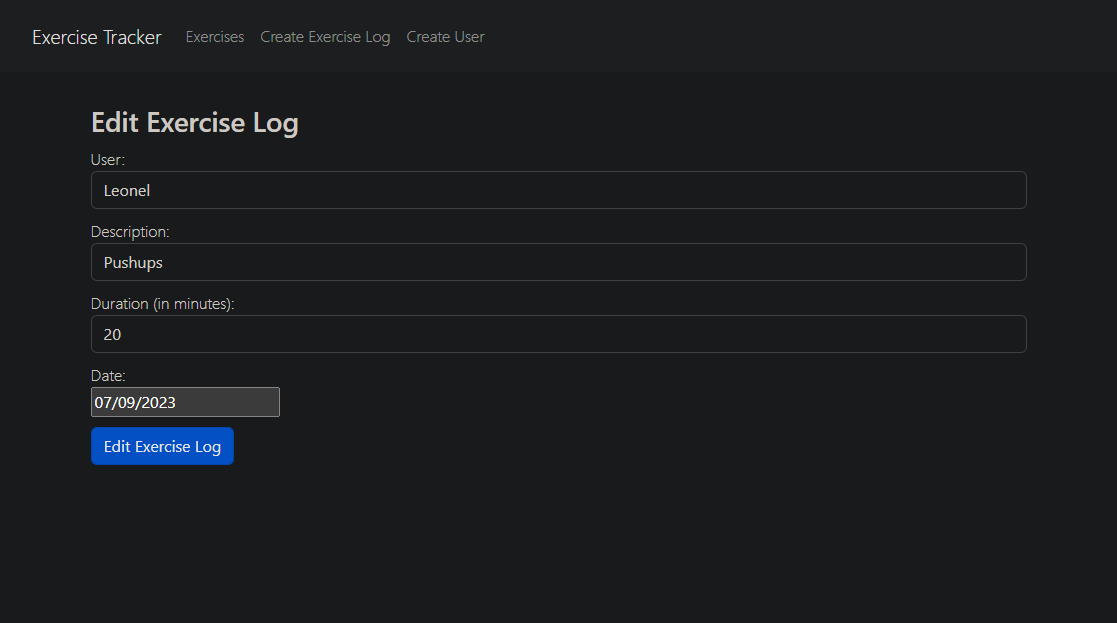 Exercise Tracker Exercises Create Exercise Log Create User
Edit Exercise Log
User:
Leonel
Description:
Pushups
Duration (in minutes):
20
Date:
07/09/2023
Edit Exercise Log